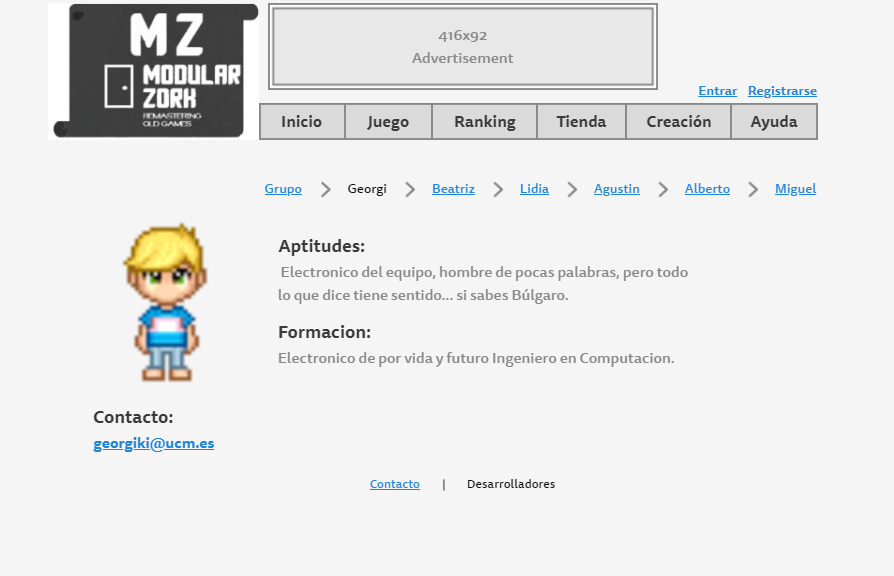 MZ
MODULAR
ZORK
REMASTERING
OLD GAMES
416x92
Advertisement
Entrar Registrarse
Inicio Juego Ranking Tienda Creación Ayuda
Grupo Georgi Beatriz Lidia Agustin Alberto Miguel
Aptitudes:
Electronico del equipo, hombre de pocas palabras, pero todo
lo que dice tiene sentido... si sabes Búlgaro.
Formacion:
Electronico de por vida y futuro Ingeniero en Computacion.
Contacto:
georgiki@ucm.es
Contacto | Desarrolladores